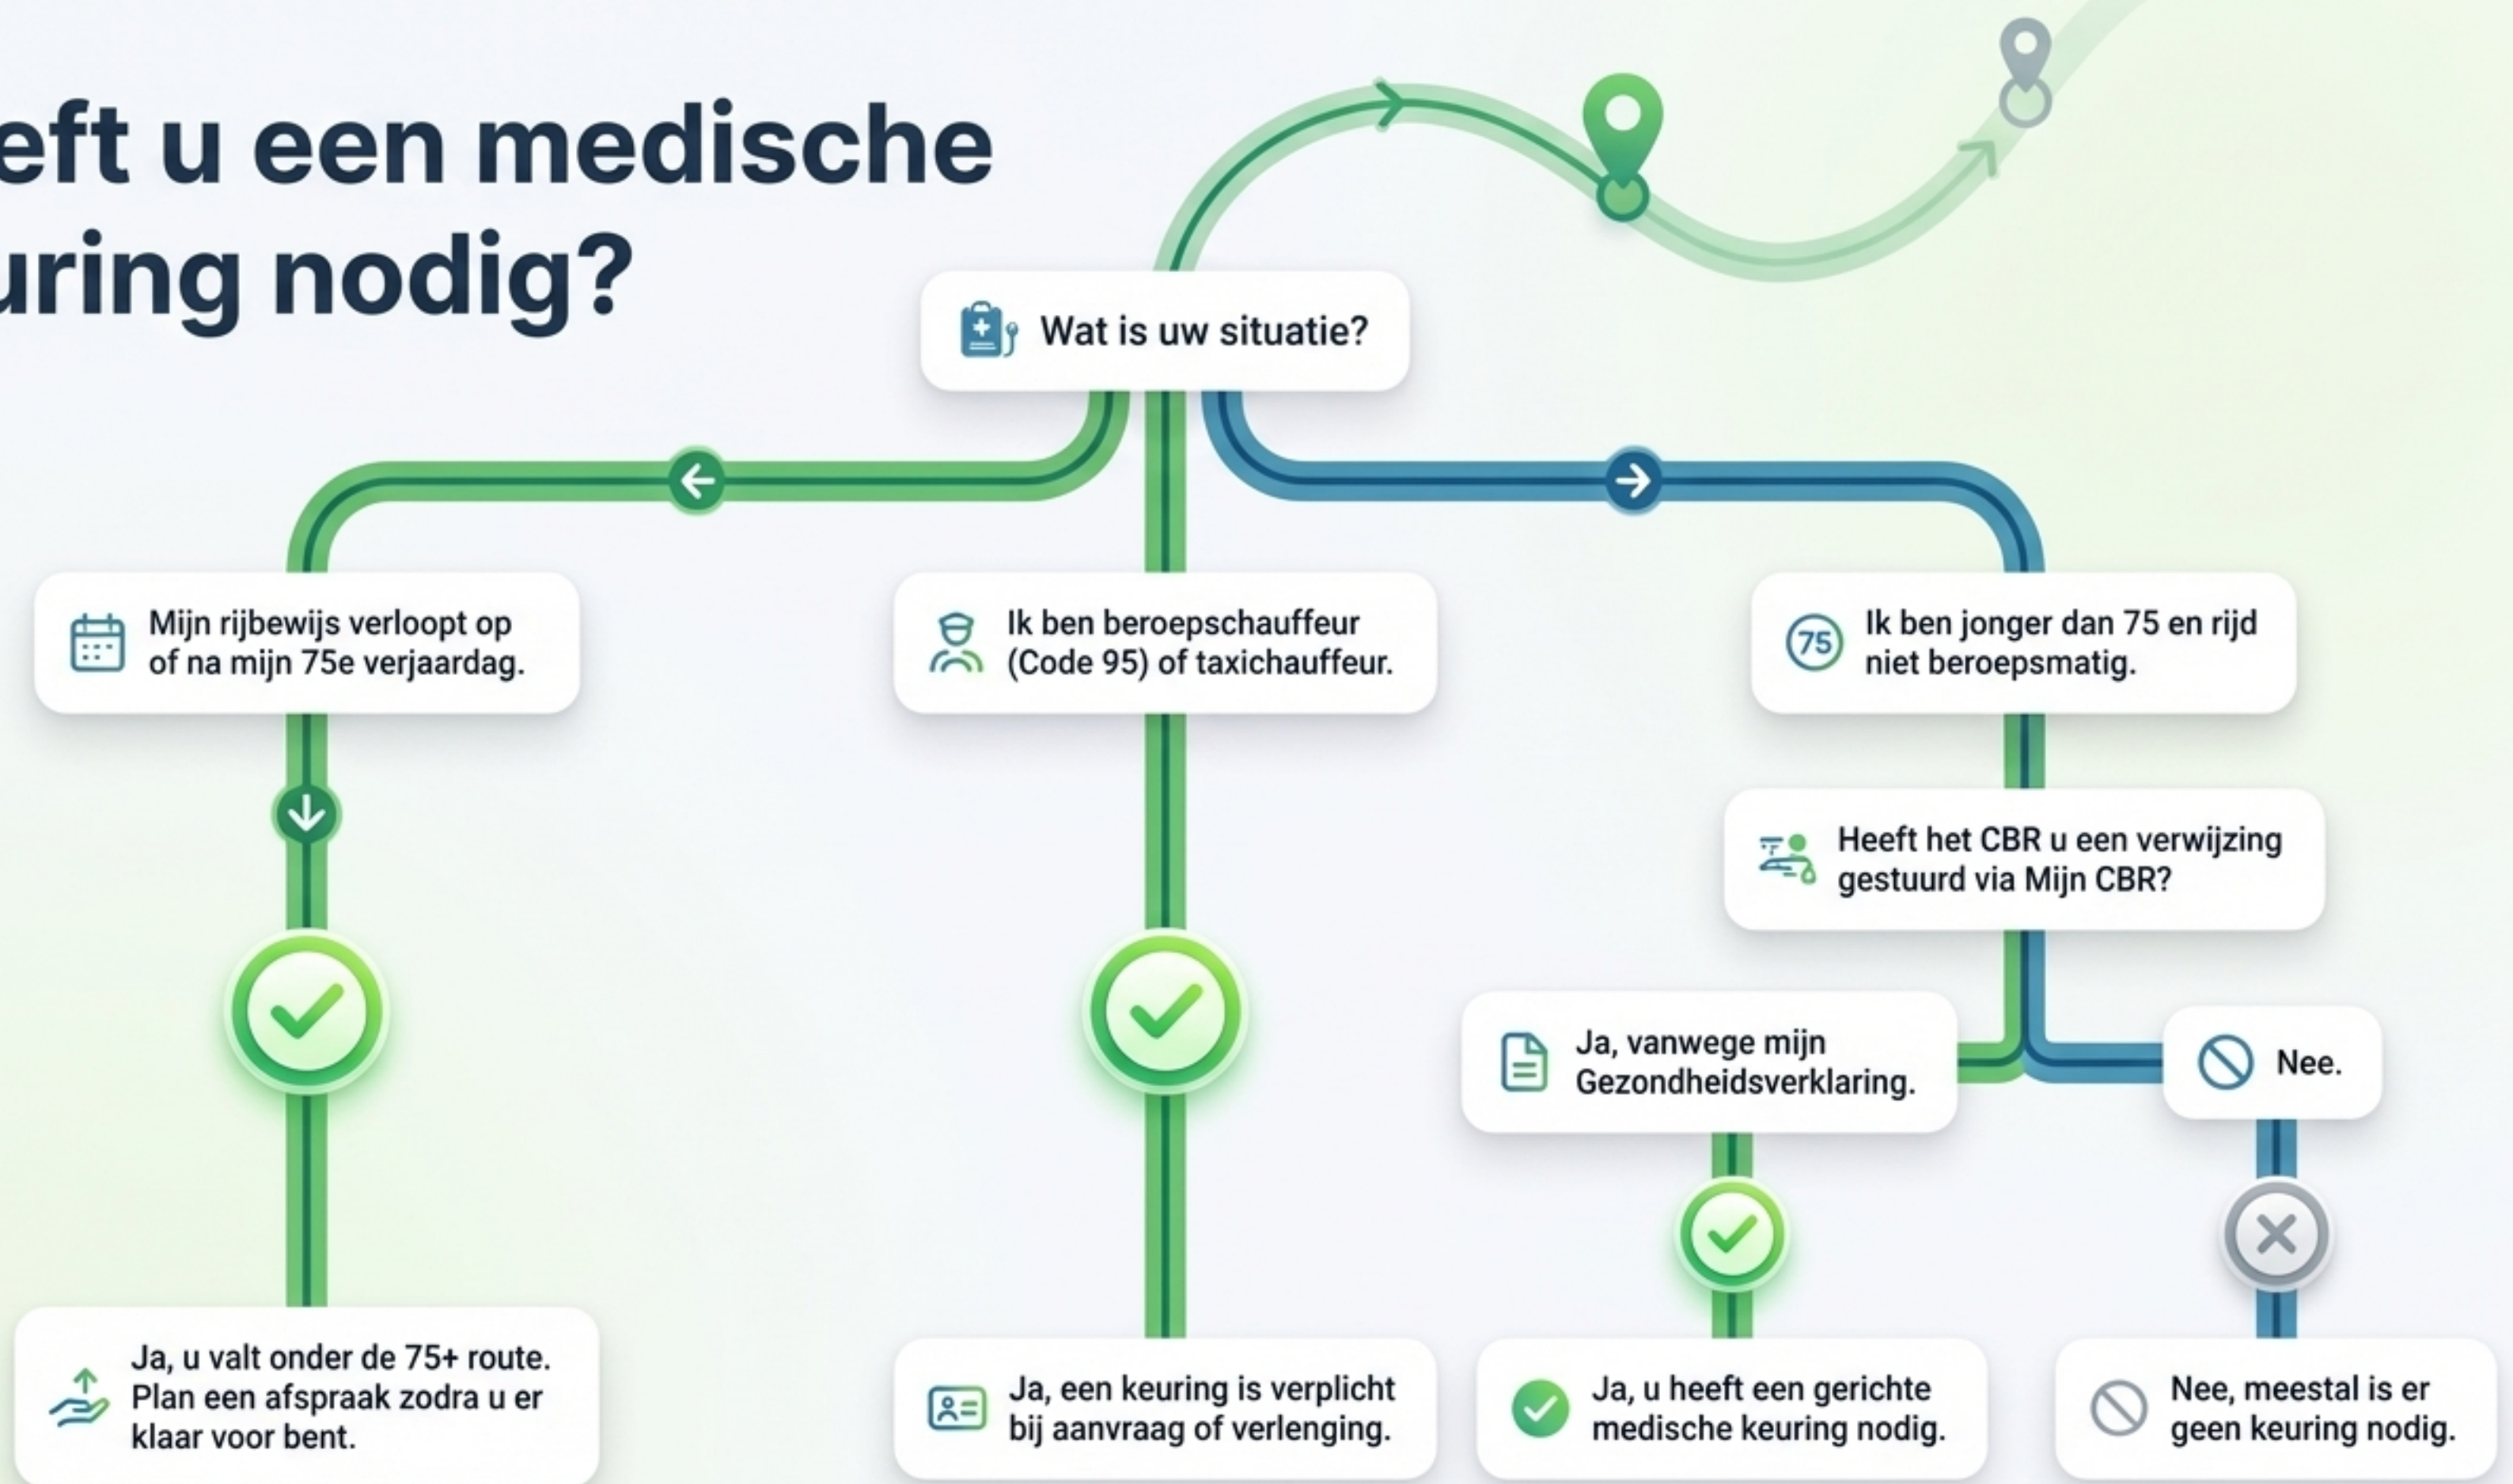 eft u een medische
uring nodig?
Wat is uw situatie?
Mijn rijbewijs verloopt op
of na mijn 75e verjaardag.
Ik ben beroepschauffeur
(Code 95) of taxichauffeur.
75
Ik ben jonger dan 75 en rijd
niet beroepsmatig.
Heeft het CBR u een verwijzing
gestuurd via Mijn CBR?
Ja, vanwege mijn
Gezondheidsverklaring.
Nee.
Ja, u valt onder de 75+ route.
Plan een afspraak zodra u er
klaar voor bent.
Ja, een keuring is verplicht
bij aanvraag of verlenging.
Ja, u heeft een gerichte
medische keuring nodig.
Nee, meestal is er
geen keuring nodig.